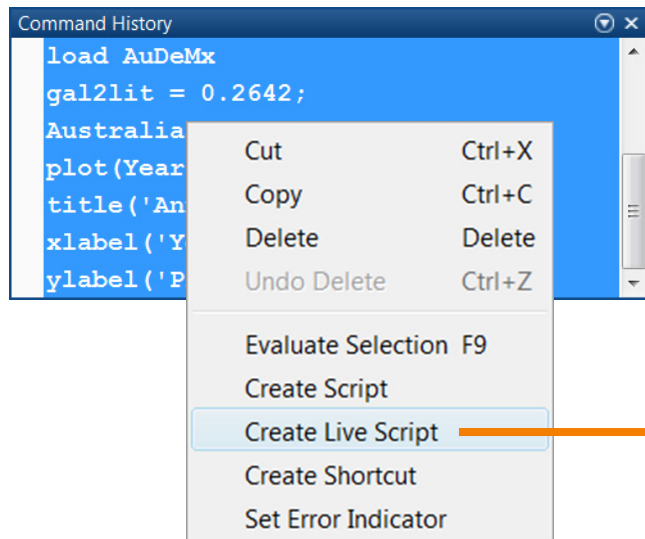 Command History
load AuDeMx
gal2lit = 0.2642;
Australia
plot(Year
title('An
xlabel('Y
ylabel('P
Cut Ctrl+X
Copy Ctrl+C
Delete Delete
Undo Delete Ctrl+Z
Evaluate Selection F9
Create Script
Create Live Script
Create Shortcut
Set Error Indicator